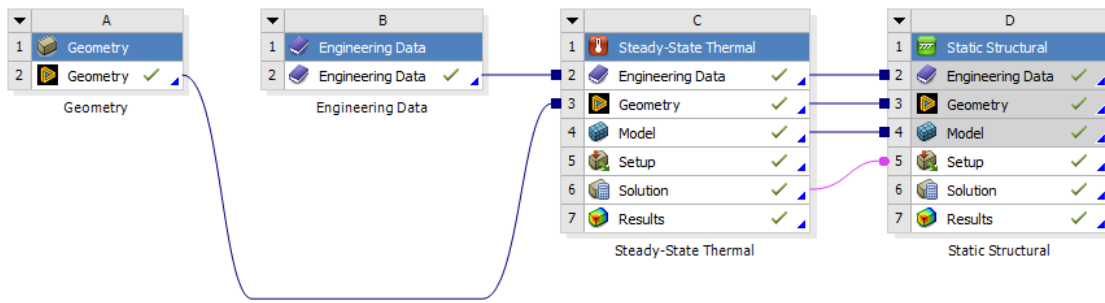 A
1 Geometry
2 Geometry
Geometry
B
1 Engineering Data
2 Engineering Data
Engineering Data
C
1 Steady-State Thermal
2 Engineering Data
3 Geometry
4 Model
5 Setup
6 Solution
7 Results
Steady-State Thermal
D
1 Static Structural
2 Engineering Data
3 Geometry
4 Model
5 Setup
6 Solution
7 Results
Static Structural